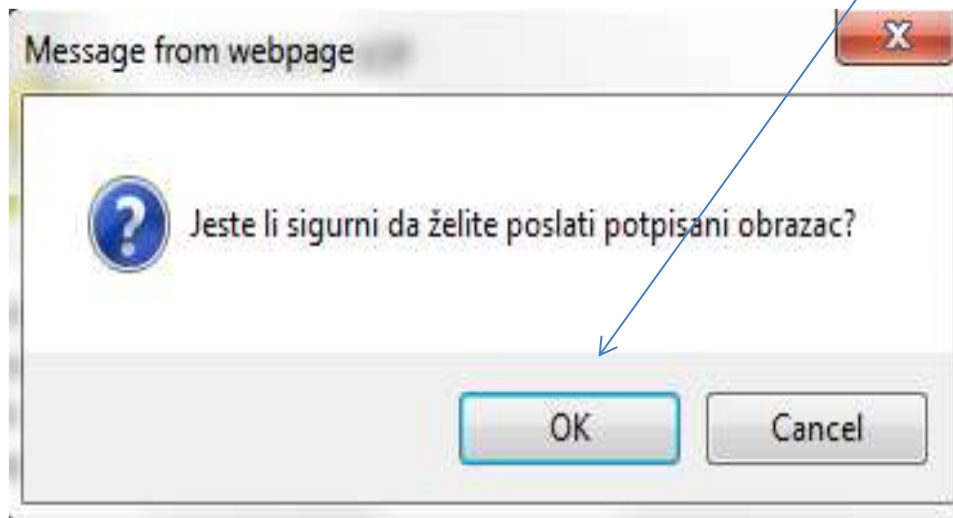 Message from webpage
Jeste li sigurni da želite poslati potpisani obrazac?
OK
Cancel